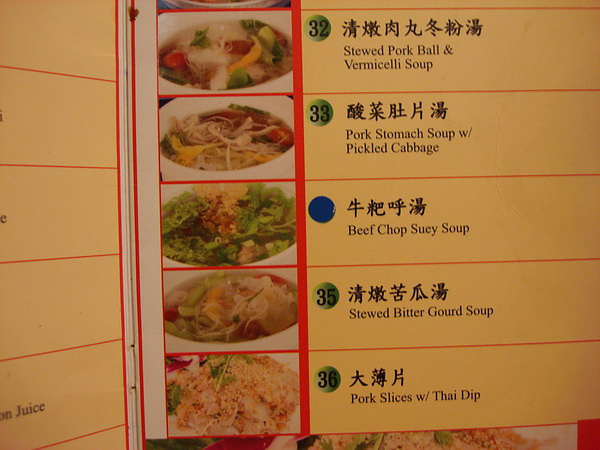 32 清燉肉丸冬粉湯
Stewed Pork Ball &
Vermicelli Soup
33 酸菜肚片湯
Pork Stomach Soup w/
Pickled Cabbage
牛粑呼湯
Beef Chop Suey Soup
35 清燉苦瓜湯
Stewed Bitter Gourd Soup
36 大薄片
Pork Slices w/ Thai Dip
on Juice